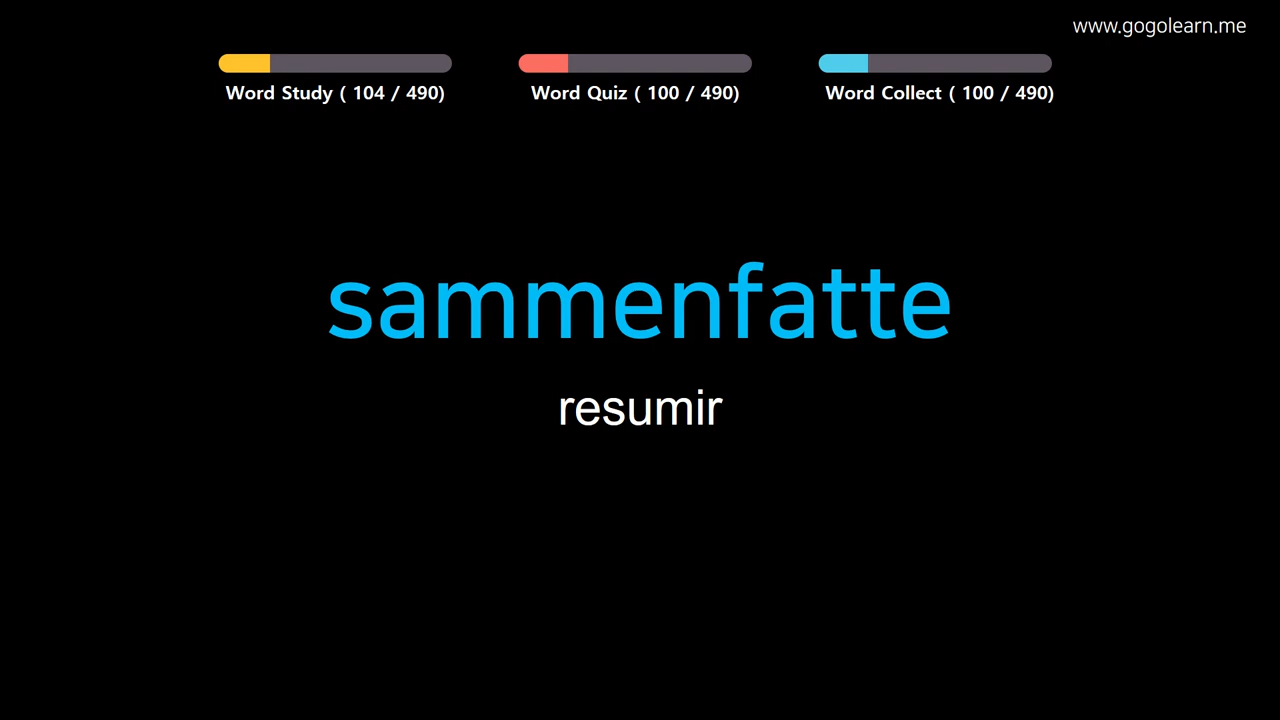 www.gogolearn.me
Word Study ( 104 / 490)
Word Quiz ( 100 / 490)
Word Collect ( 100 / 490)
sammenfatte
resumir